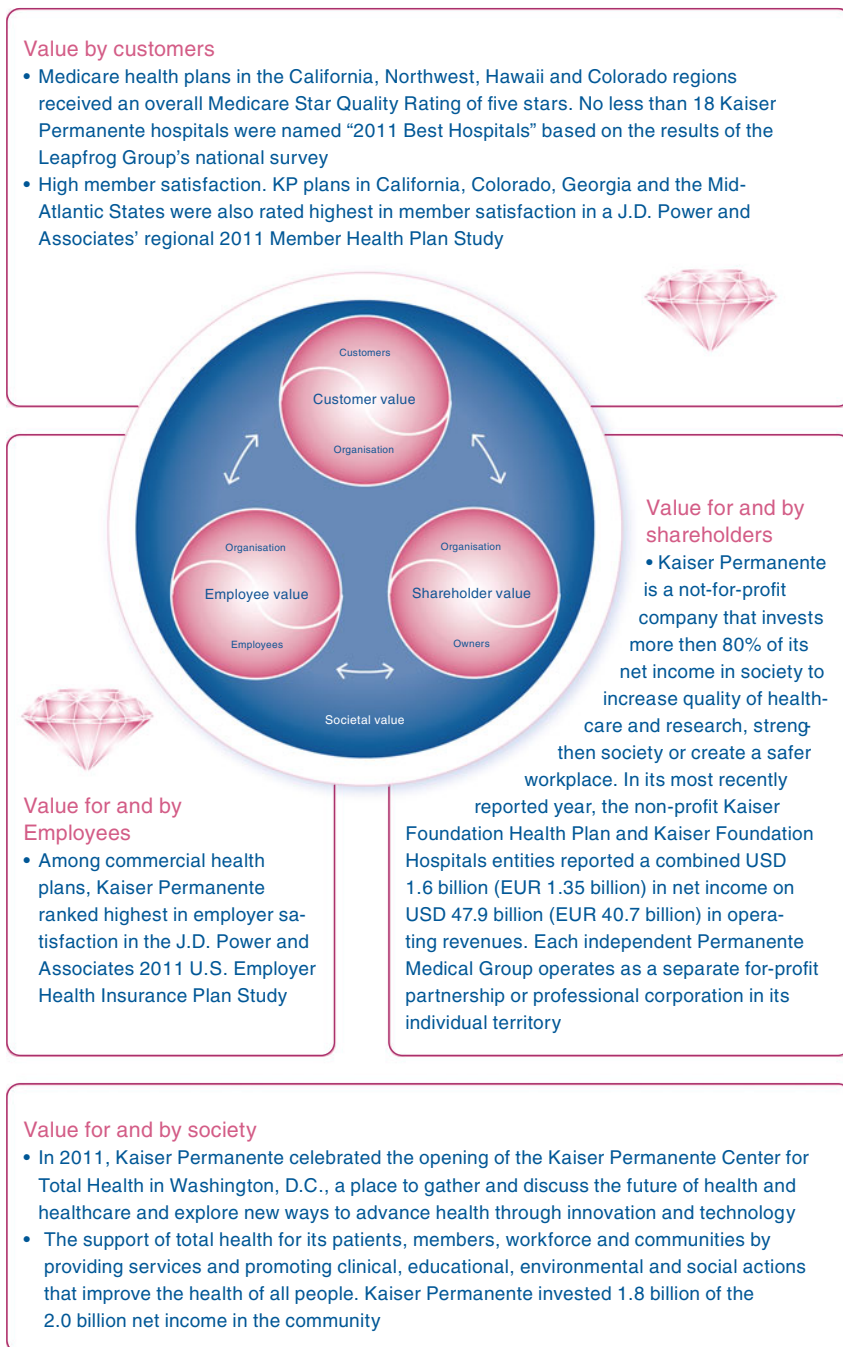 Value by customers
• Medicare health plans in the California, Northwest, Hawaii and Colorado regions
received an overall Medicare Star Quality Rating of five stars. No less than 18 Kaiser
Permanente hospitals were named “2011 Best Hospitals” based on the results of the
Leapfrog Group’s national survey
• High member satisfaction. KP plans in California, Colorado, Georgia and the Mid-
Atlantic States were also rated highest in member satisfaction in a J.D. Power and
Associates’ regional 2011 Member Health Plan Study
Customers
Customer value
Organisation
Organisation
Employee value
Employees
Organisation
Shareholder value
Owners
Societal value
Value for and by
Employees
• Among commercial health
plans, Kaiser Permanente
ranked highest in employer sa-
tisfaction in the J.D. Power and
Associates 2011 U.S. Employer
Health Insurance Plan Study
Value for and by
shareholders
• Kaiser Permanente
is a not-for-profit
company that invests
more then 80% of its
net income in society to
increase quality of health-
care and research, streng-
then society or create a safer
workplace. In its most recently
reported year, the non-profit Kaiser
Foundation Health Plan and Kaiser Foundation
Hospitals entities reported a combined USD
1.6 billion (EUR 1.35 billion) in net income on
USD 47.9 billion (EUR 40.7 billion) in opera-
ting revenues. Each independent Permanente
Medical Group operates as a separate for-profit
partnership or professional corporation in its
individual territory
Value for and by society
• In 2011, Kaiser Permanente celebrated the opening of the Kaiser Permanente Center for
Total Health in Washington, D.C., a place to gather and discuss the future of health and
healthcare and explore new ways to advance health through innovation and technology
• The support of total health for its patients, members, workforce and communities by
providing services and promoting clinical, educational, environmental and social actions
that improve the health of all people. Kaiser Permanente invested 1.8 billion of the
2.0 billion net income in the community